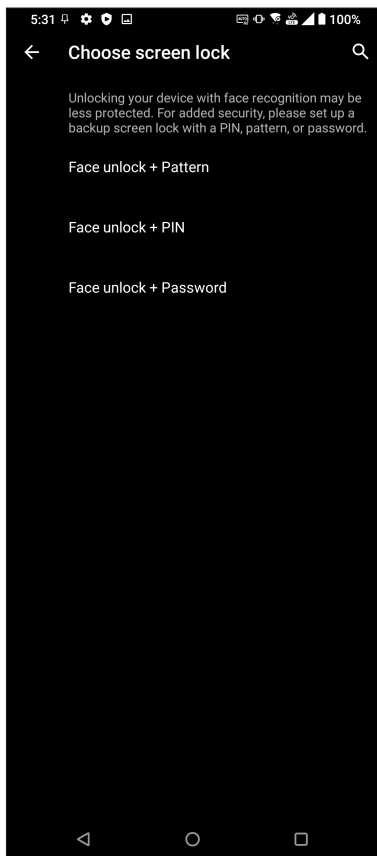 5:31 100%
Choose screen lock
Unlocking your device with face recognition may be
less protected. For added security, please set up a
backup screen lock with a PIN, pattern, or password.
Face unlock + Pattern
Face unlock + PIN
Face unlock + Password